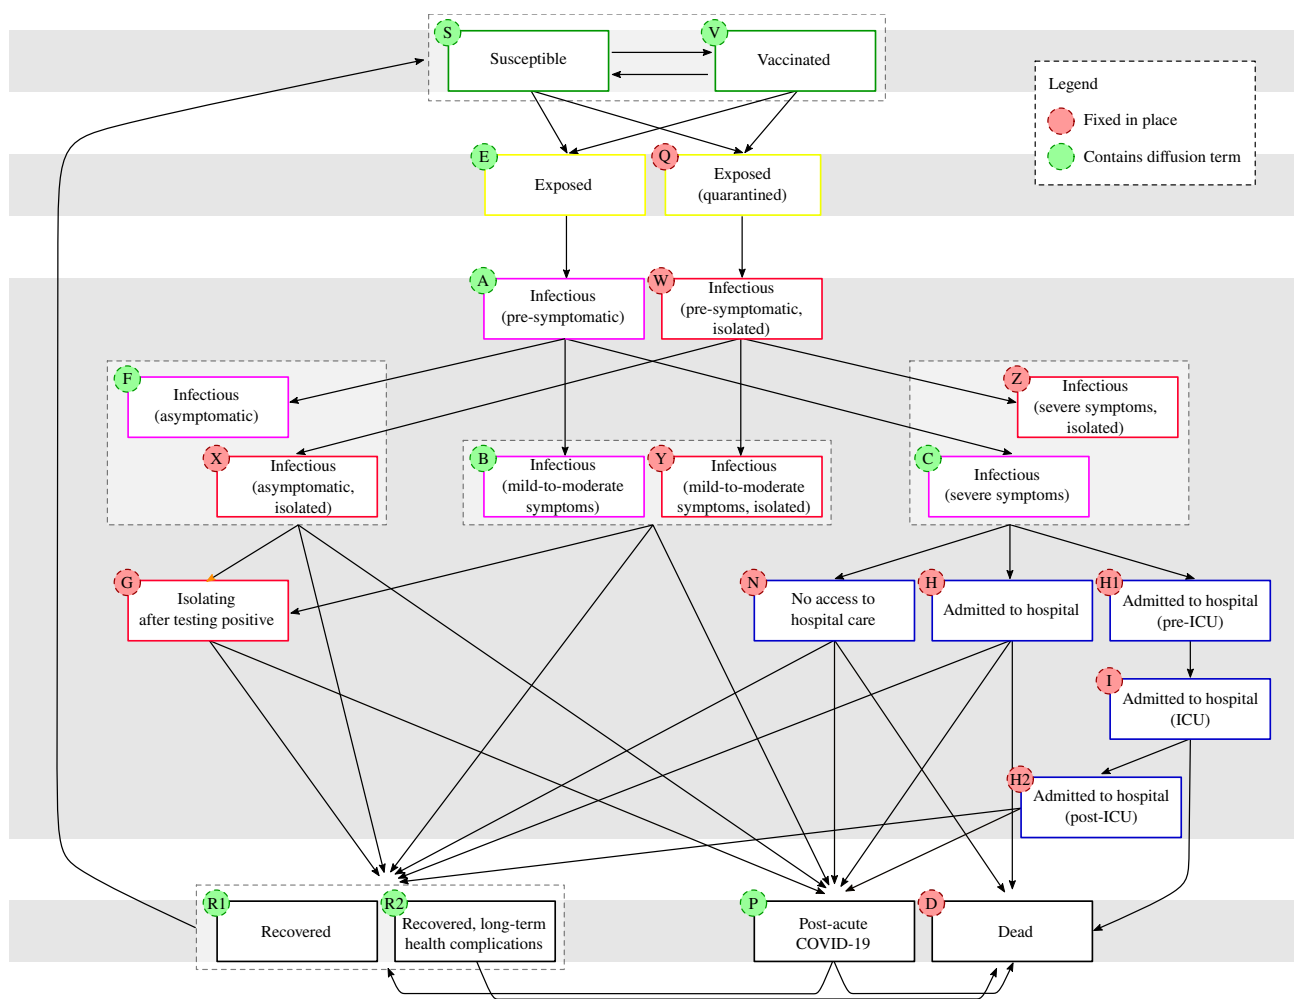 S
Susceptible
V
Vaccinated
Legend
Fixed in place
Contains diffusion term
E
Exposed
Q
Exposed
(quarantined)
A
Infectious
(pre-symptomatic)
W
Infectious
(pre-symptomatic,
isolated)
F
Infectious
(asymptomatic)
X
Infectious
(asymptomatic,
isolated)
B
Infectious
(mild-to-moderate
symptoms)
Y
Infectious
(mild-to-moderate
symptoms, isolated)
Z
Infectious
(severe symptoms,
isolated)
C
Infectious
(severe symptoms)
G
Isolating
after testing positive
N
No access to
hospital care
H
Admitted to hospital
H1
Admitted to hospital
(pre-ICU)
I
Admitted to hospital
(ICU)
H2
Admitted to hospital
(post-ICU)
R1
Recovered
R2
Recovered, long-term
health complications
P
Post-acute
COVID-19
D
Dead